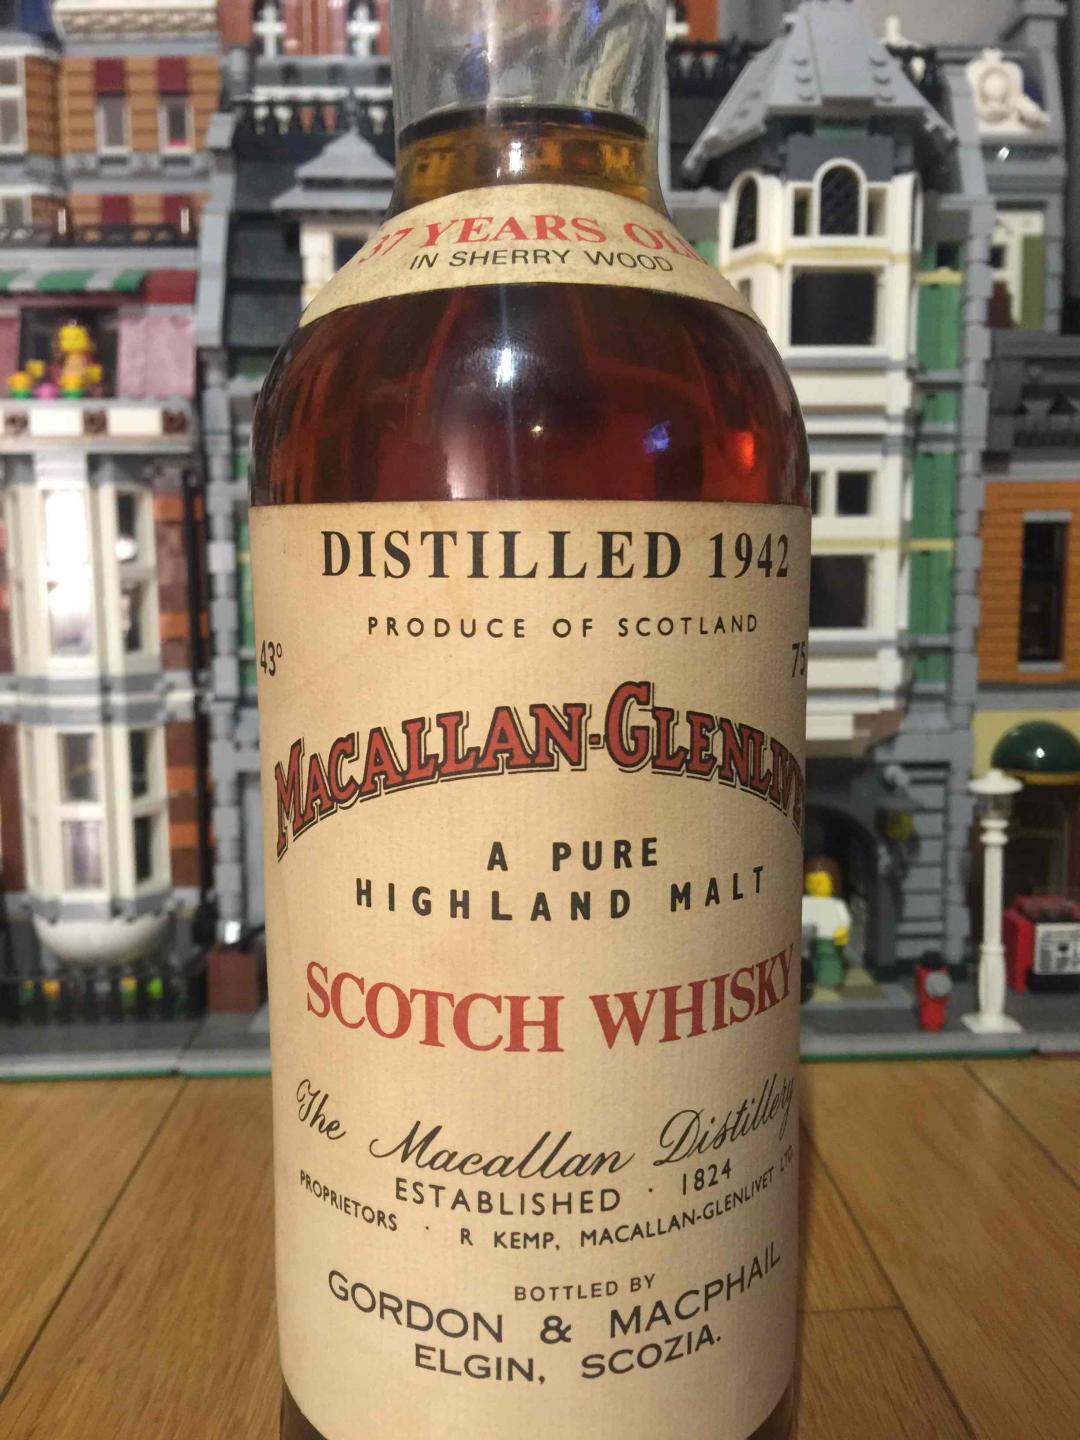 37 YEARS OLD
IN SHERRY WOOD
DISTILLED 1942
PRODUCE OF SCOTLAND
43° 75
MACALLAN-GLENLIVET
A PURE
HIGHLAND MALT
SCOTCH WHISKY
The Macallan Distillery
ESTABLISHED · 1824
PROPRIETORS · R KEMP, MACALLAN-GLENLIVET LTD.
BOTTLED BY
GORDON & MACPHAIL
ELGIN, SCOZIA.